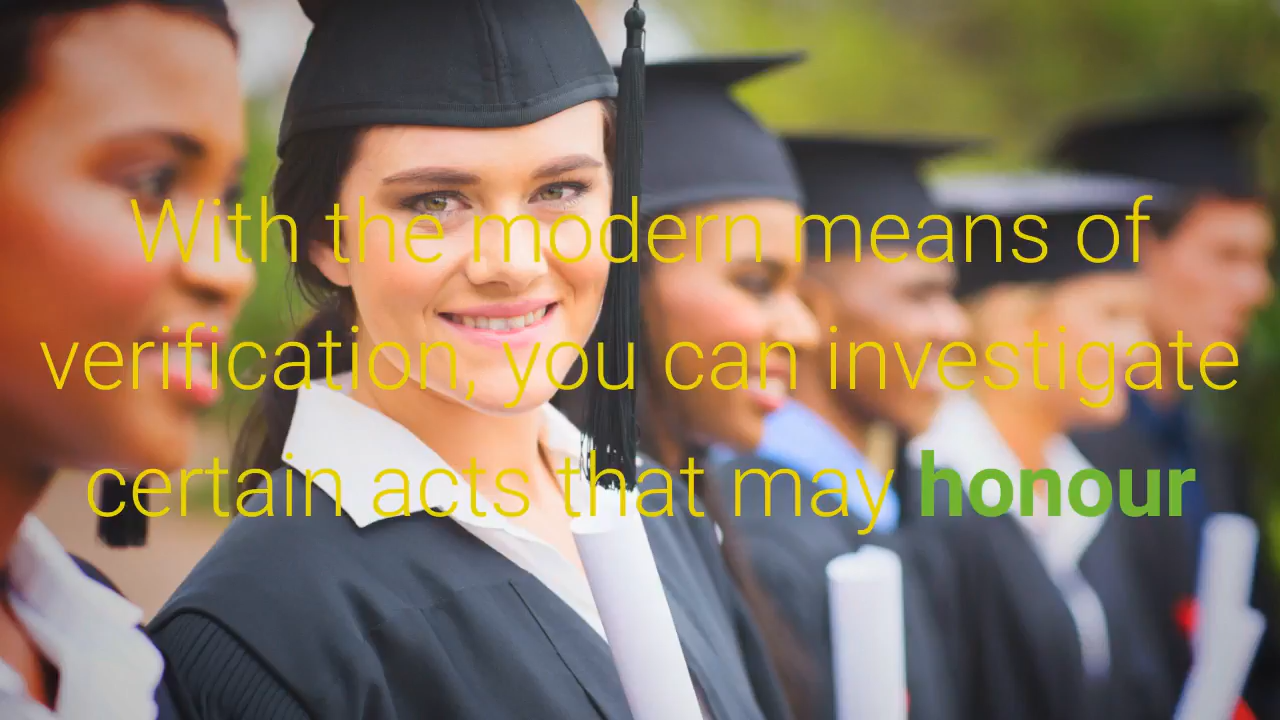 With the modern means of
verification, you can investigate
certain acts that may honour